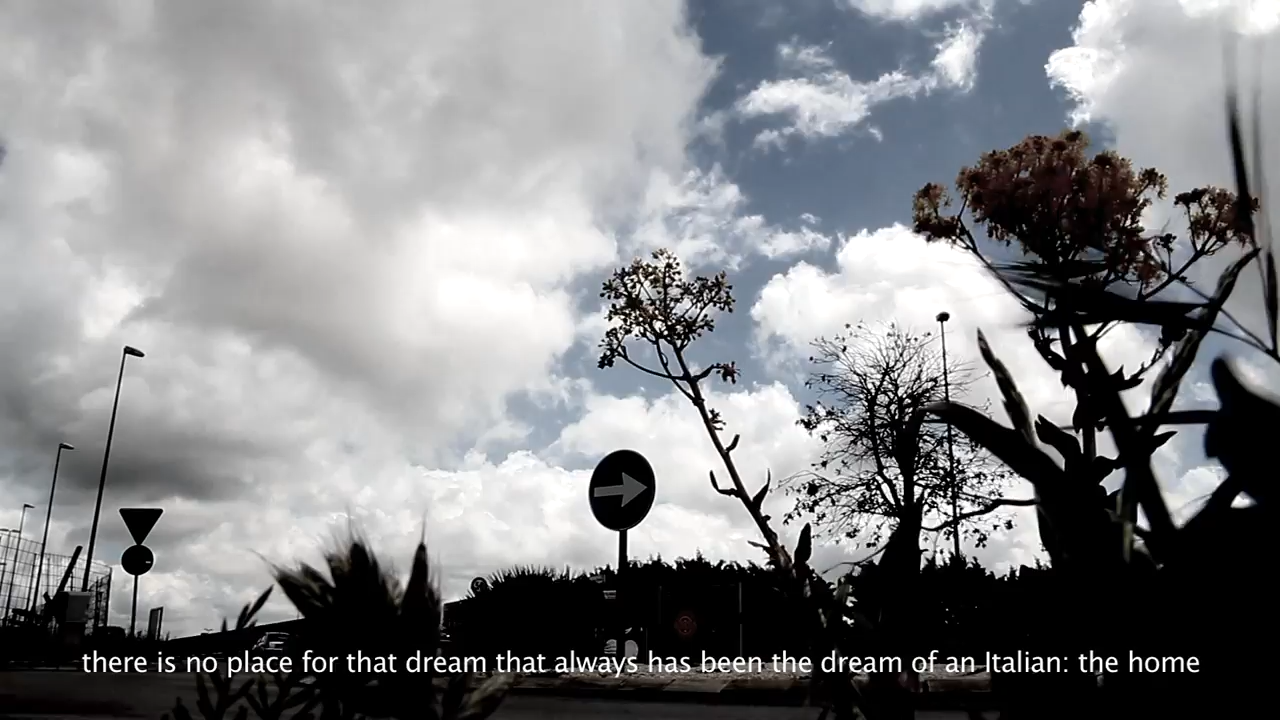 there is no place for that dream that always has been the dream of an Italian: the home